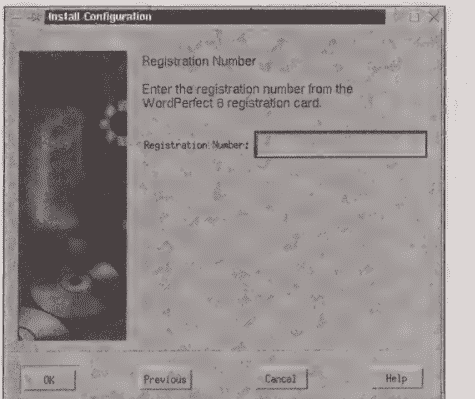 Install Configuration
Registration Number
Enter the registration number from the
WordPerfect 8 registration card.
Registration Number:
OK
Previous
Cancel
Help